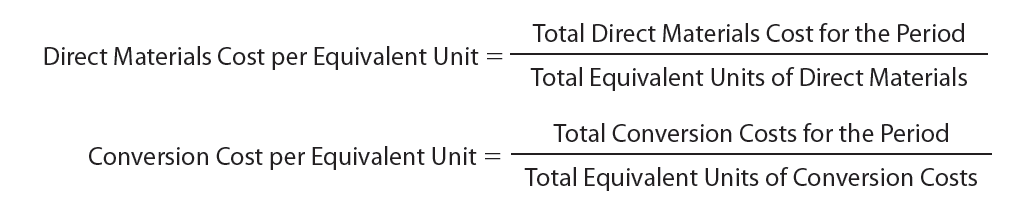 Total Direct Materials Cost for the Period
Direct Materials Cost per Equivalent Unit =
Total Equivalent Units of Direct Materials
Total Conversion Costs for the Period
Conversion Cost per Equivalent Unit =
Total Equivalent Units of Conversion Costs